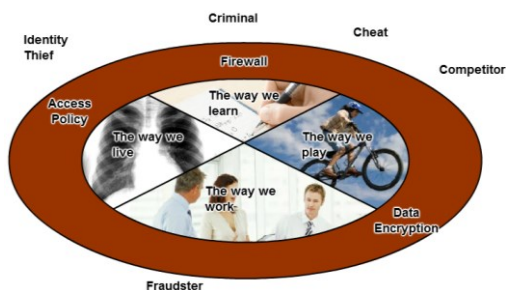 Criminal
Cheat
Identity
Thief
Competitor
Firewall
Access
Policy
The way we
learn
The way we
live
The way we
play
The way we
work
Data
Encryption
Fraudster